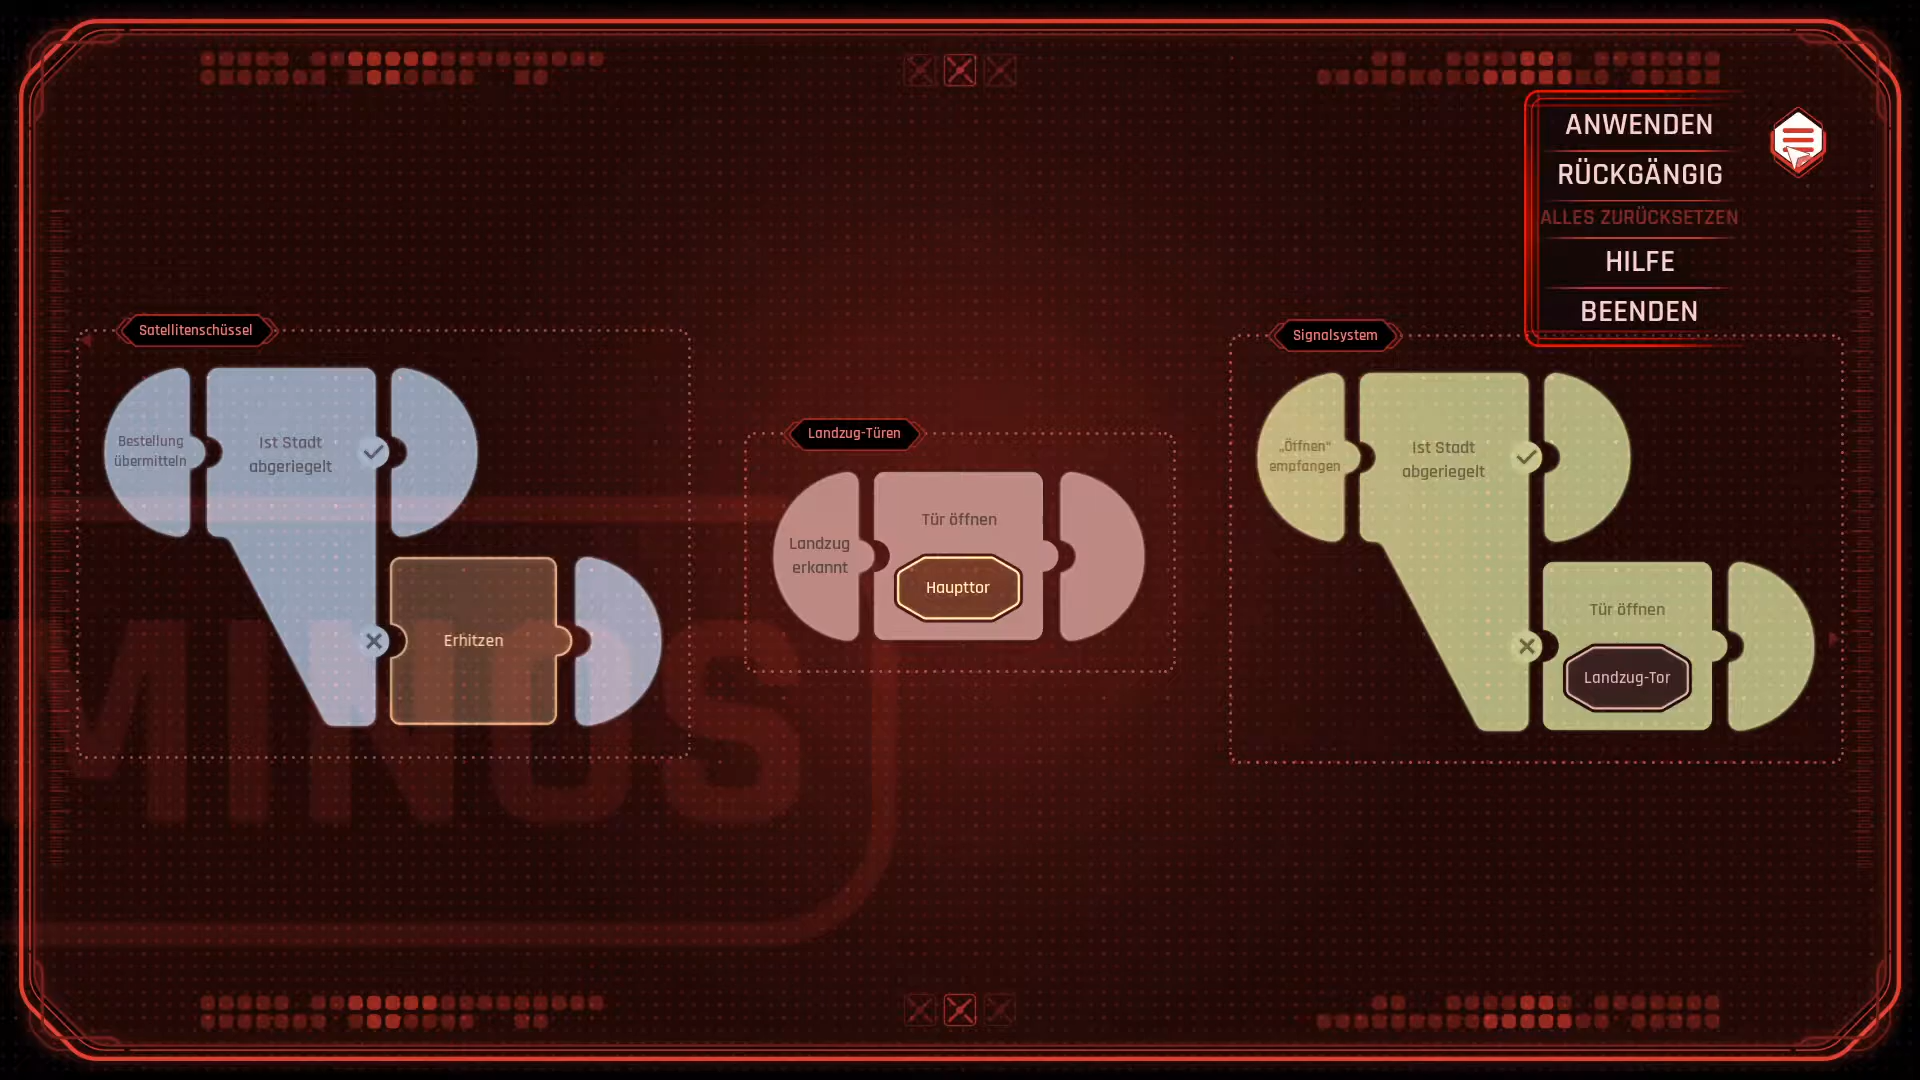 ANWENDEN
RÜCKGÄNGIG
ALLES ZURÜCKSETZEN
HILFE
BEENDEN
Satellitenschüssel
Bestellung
übermitteln
Ist Stadt
abgeriegelt
Erhitzen
Landzug-Türen
Landzug
erkannt
Tür öffnen
Haupttor
Signalsystem
„Öffnen“
empfangen
Ist Stadt
abgeriegelt
Tür öffnen
Landzug-Tor
MINOS